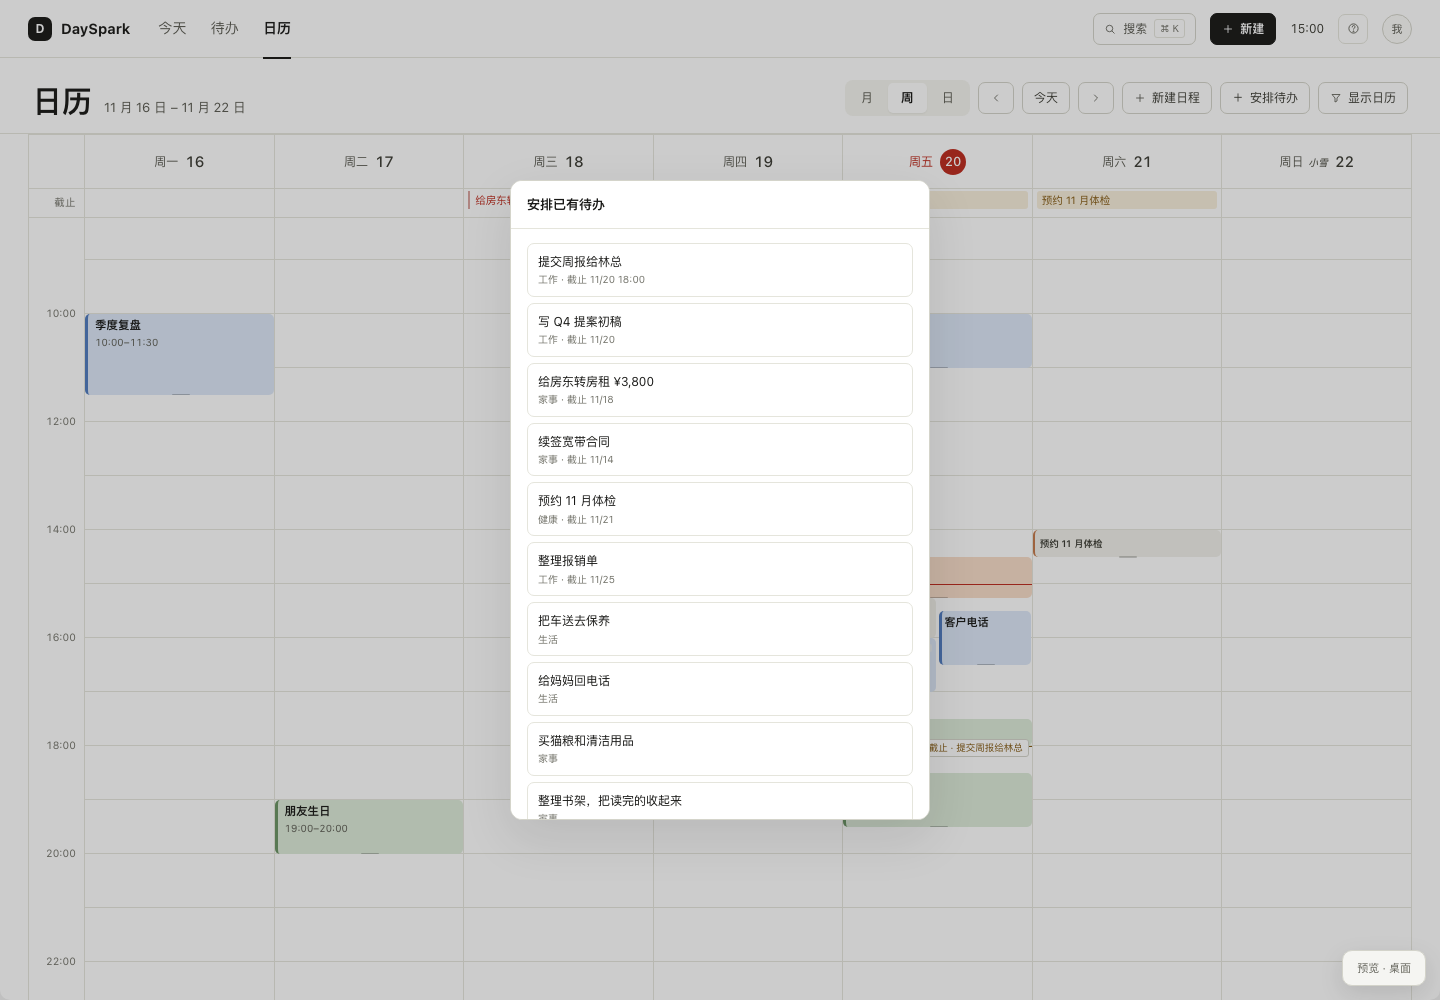 D DaySpark 今天 待办 日历 搜索 ⌘ K + 新建 15:00 我
日历 11 月 16 日 – 11 月 22 日 月 周 日 今天 + 新建日程 + 安排待办 显示日历
周一 16 周二 17 周三 18 周四 19 周五 20 周六 21 周日 小雪 22
截止 给房东 预约 11 月体检
安排已有待办
提交周报给林总
工作 · 截止 11/20 18:00
写 Q4 提案初稿
工作 · 截止 11/20
给房东转房租 ¥3,800
家事 · 截止 11/18
续签宽带合同
家事 · 截止 11/14
预约 11 月体检
健康 · 截止 11/21
整理报销单
工作 · 截止 11/25
把车送去保养
生活
给妈妈回电话
生活
买猫粮和清洁用品
家事
整理书架，把读完的收起来
家事
10:00
季度复盘
10:00–11:30
12:00
14:00
预约 11 月体检
16:00
客户电话
18:00
截止 · 提交周报给林总
朋友生日
19:00–20:00
20:00
22:00
预览 · 桌面